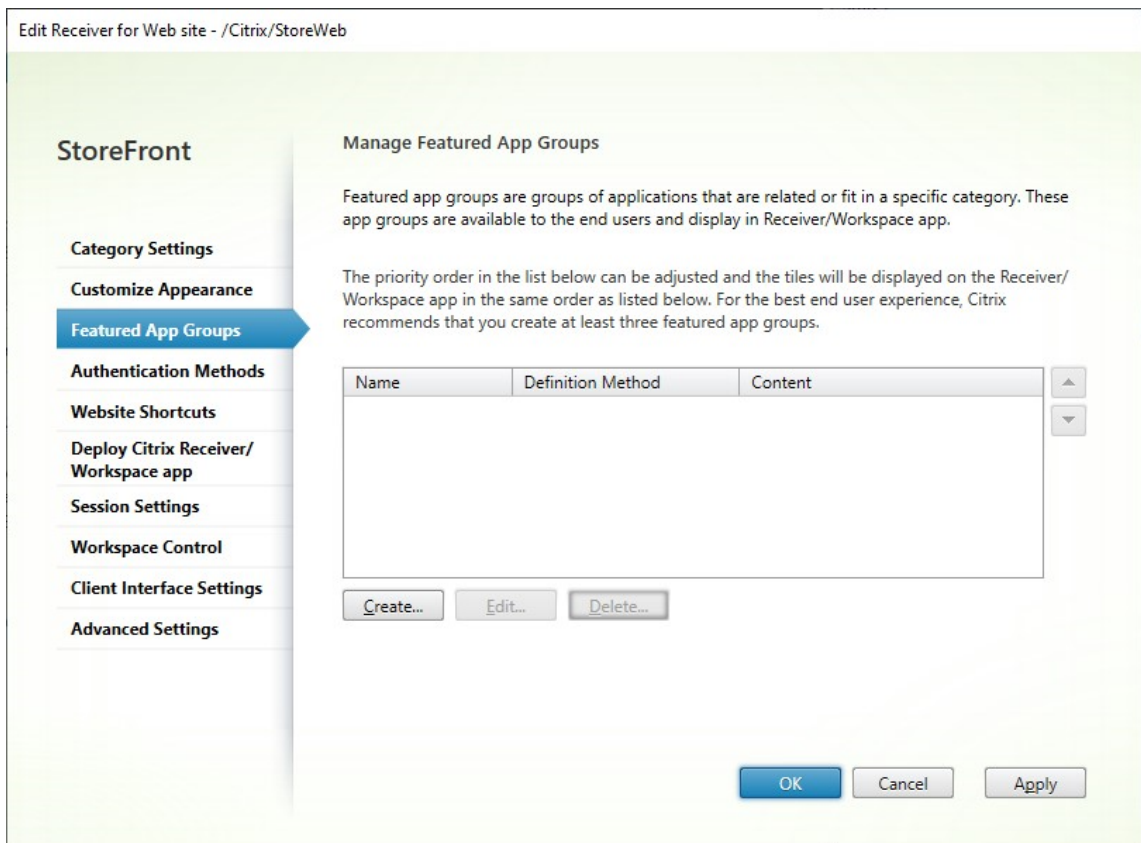 Edit Receiver for Web site - /Citrix/StoreWeb
StoreFront
Category Settings
Customize Appearance
Featured App Groups
Authentication Methods
Website Shortcuts
Deploy Citrix Receiver/
Workspace app
Session Settings
Workspace Control
Client Interface Settings
Advanced Settings
Manage Featured App Groups
Featured app groups are groups of applications that are related or fit in a specific category. These
app groups are available to the end users and display in Receiver/Workspace app.
The priority order in the list below can be adjusted and the tiles will be displayed on the Receiver/
Workspace app in the same order as listed below. For the best end user experience, Citrix
recommends that you create at least three featured app groups.
Name Definition Method Content
Create... Edit... Delete...
OK Cancel Apply